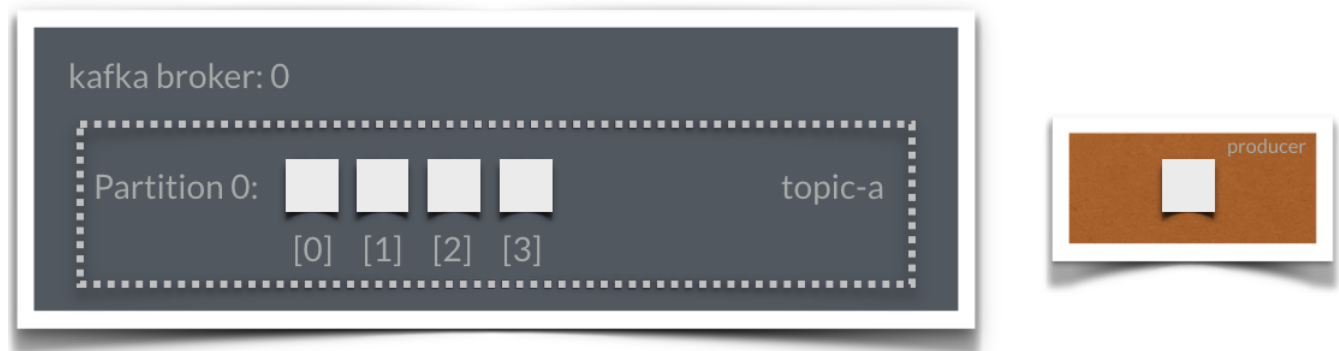 kafka broker: 0
producer
Partition 0:
topic-a
[0] [1] [2] [3]